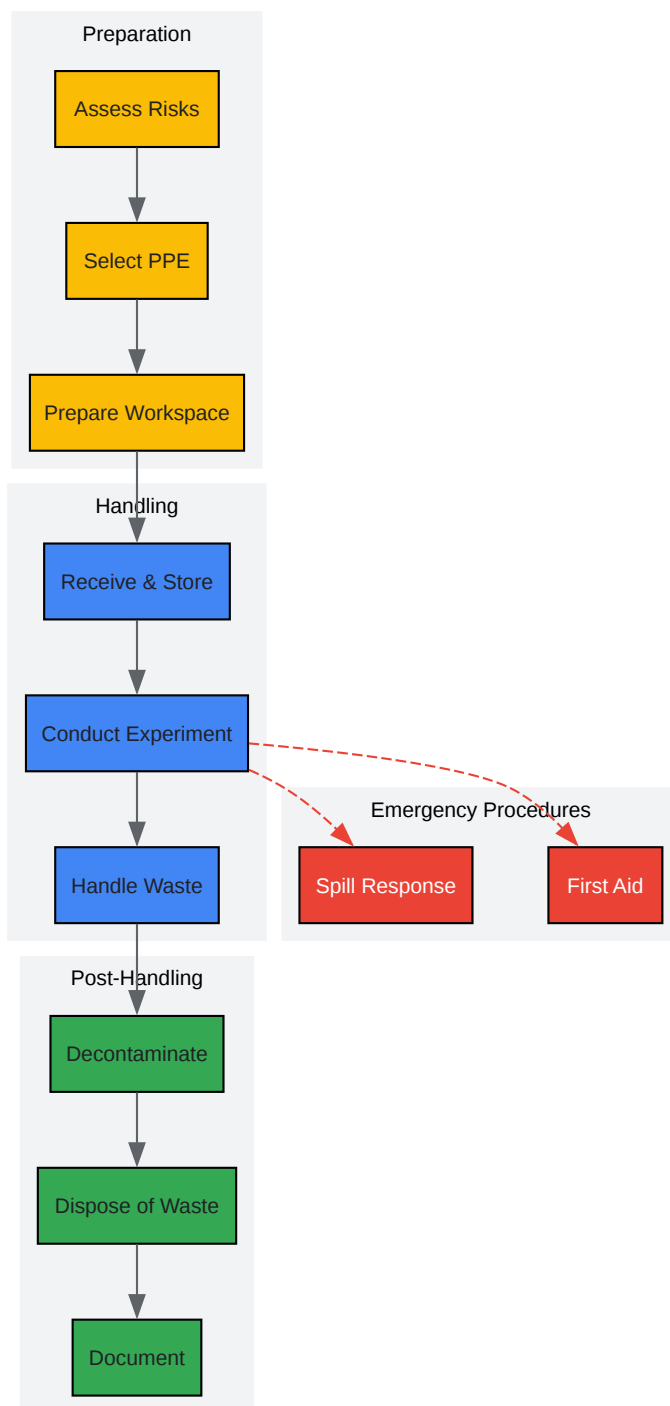 Preparation
Assess Risks
Select PPE
Prepare Workspace
Handling
Receive & Store
Conduct Experiment
Emergency Procedures
Handle Waste
Spill Response
First Aid
Post-Handling
Decontaminate
Dispose of Waste
Document